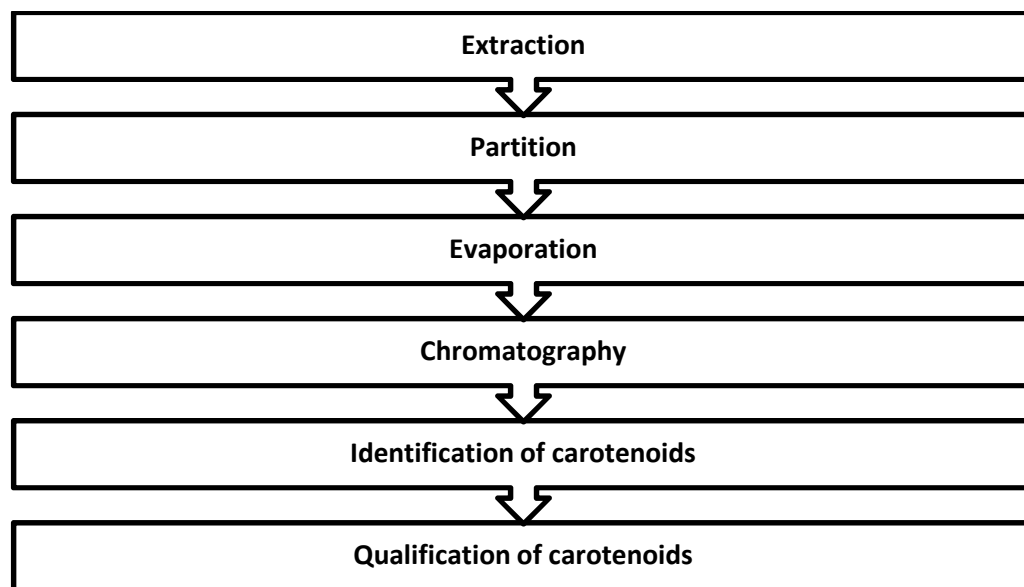 Extraction
Partition
Evaporation
Chromatography
Identification of carotenoids
Qualification of carotenoids